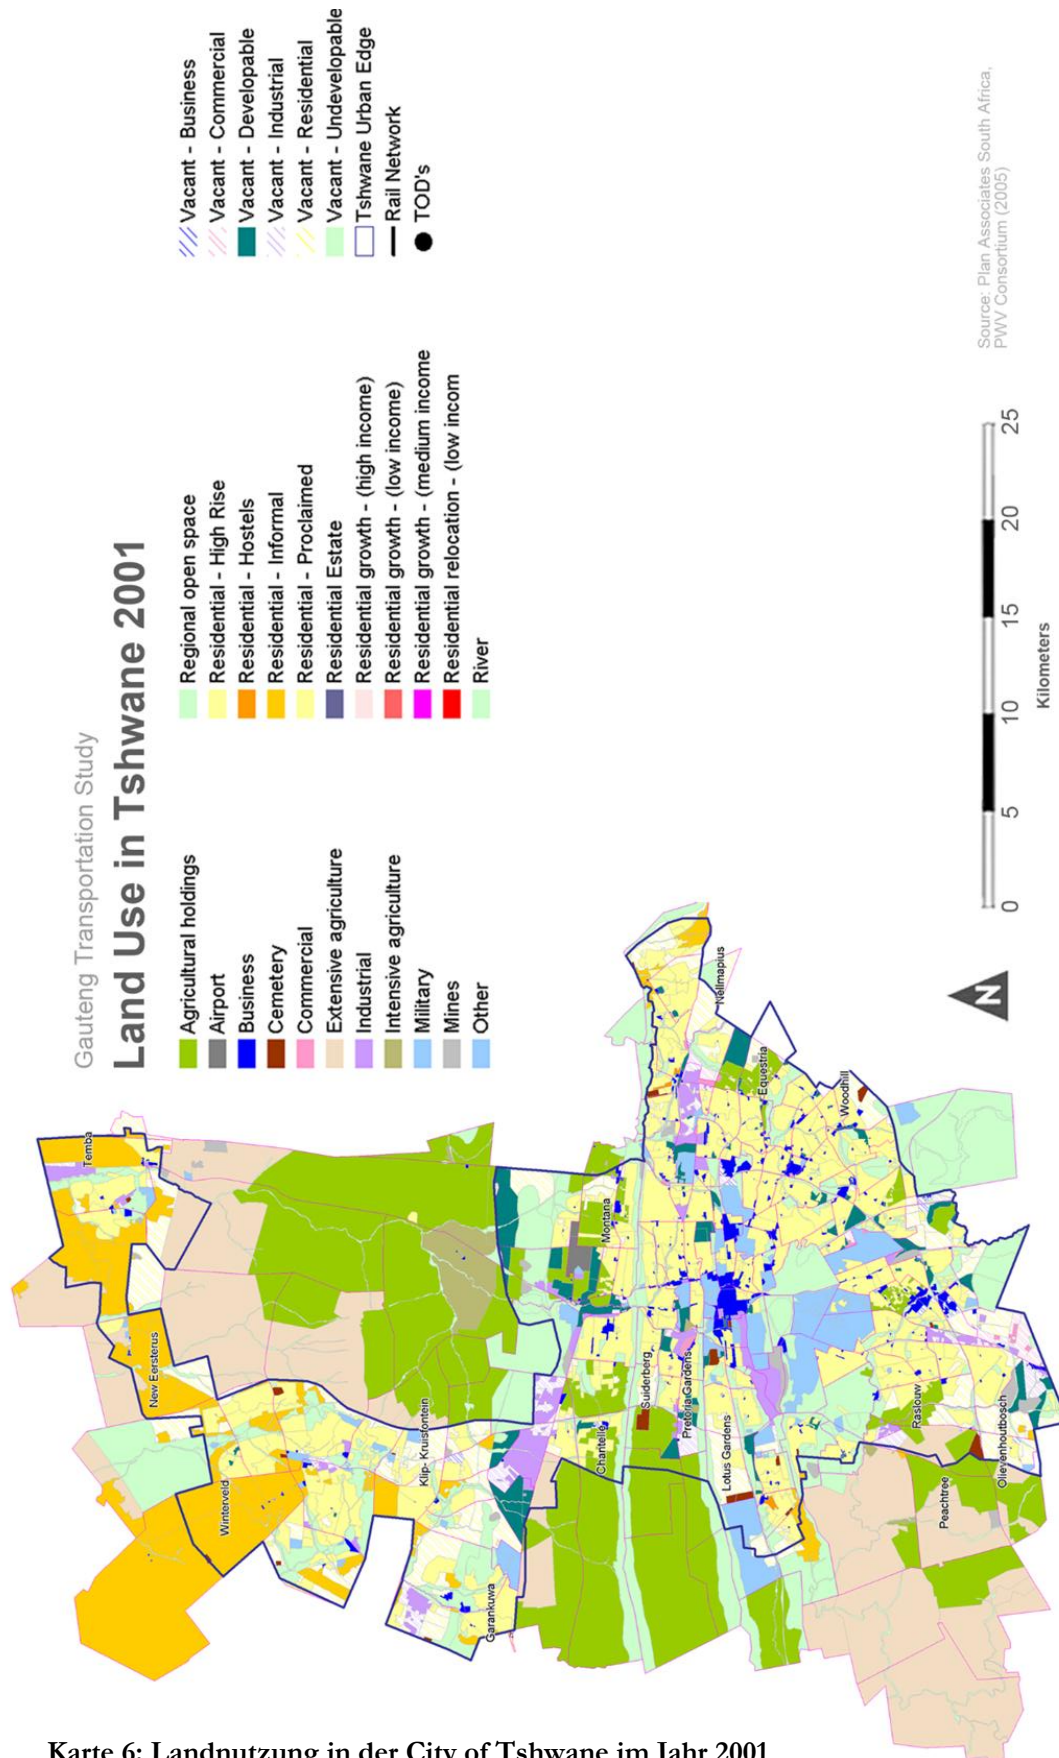 Gauteng Transportation Study
Land Use in Tshwane 2001
Agricultural holdings
Airport
Business
Cemetery
Commercial
Extensive agriculture
Industrial
Intensive agriculture
Military
Mines
Other
Regional open space
Residential - High Rise
Residential - Hostels
Residential - Informal
Residential - Proclaimed
Residential Estate
Residential growth - (high income)
Residential growth - (low income)
Residential growth - (medium income
Residential relocation - (low incom
River
Vacant - Business
Vacant - Commercial
Vacant - Developable
Vacant - Industrial
Vacant - Residential
Vacant - Undevelopable
Tshwane Urban Edge
Rail Network
TOD's
Temba
New Eersterus
Winterveld
Klip- Kruisfontein
Garankuwa
Montana
Chantelle
Suiderberg
Pretoria Gardens
Lotus Gardens
Nellmapius
Equestria
Woodhill
Raslouw
Peachtree
Olievenhoutbosch
N
0 5 10 15 20 25
Kilometers
Source: Plan Associates South Africa,
PWV Consortium (2005)
Karte 6: Landnutzung in der City of Tshwane im Jahr 2001